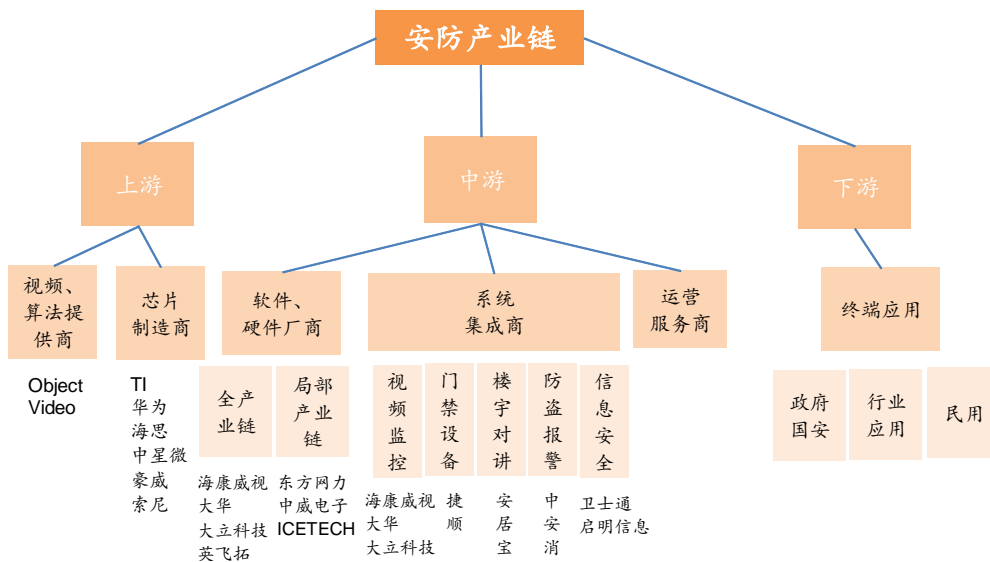 安防产业链
上游
中游
下游
视频、
算法提
供商
芯片
制造商
软件、
硬件厂商
系统
集成商
运营
服务商
终端应用
Object
Video
TI
华为
海思
中星微
豪威
索尼
全产
业链
海康威视
大华
大立科技
英飞拓
局部
产业
链
东方网力
中威电子
ICETECH
视
频
监
控
海康威视
大华
大立科技
门
禁
设
备
捷
顺
楼
宇
对
讲
安
居
宝
防
盗
报
警
中
安
消
信
息
安
全
卫士通
启明信息
政府
国安
行业
应用
民用